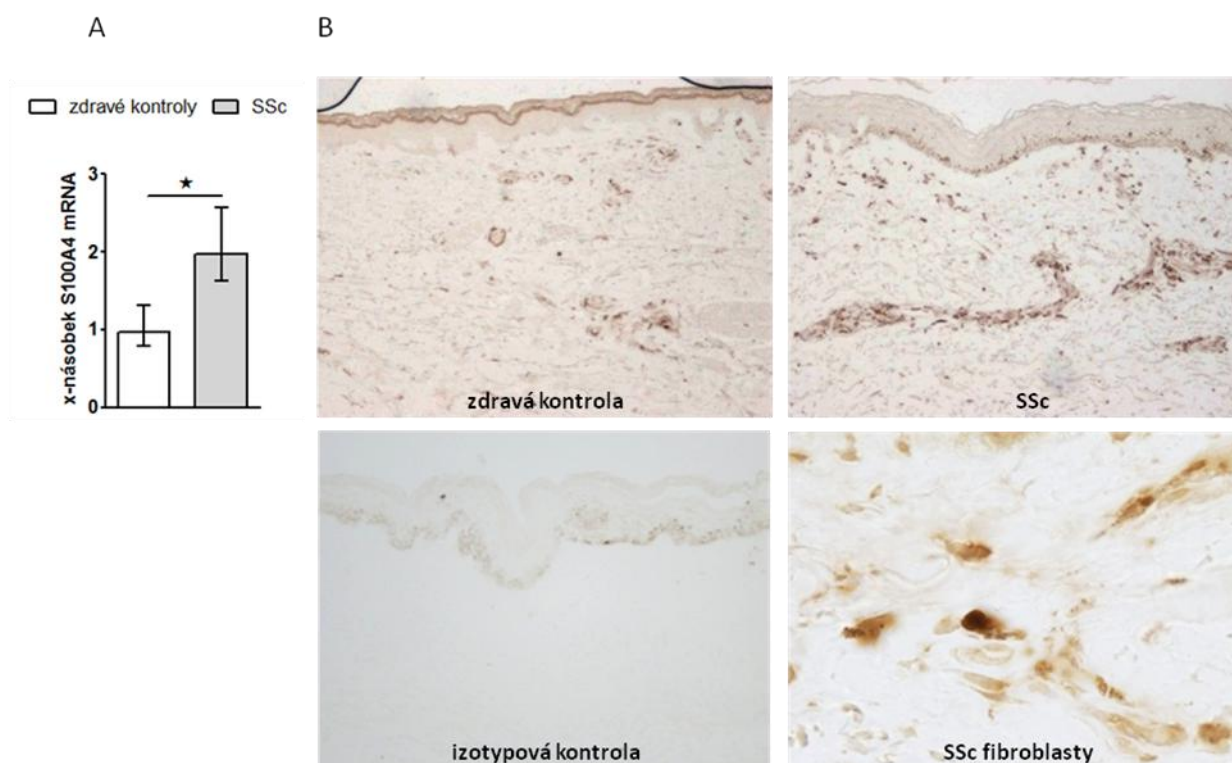 A
B
zdravé kontroly SSc
x-násobek S100A4 mRNA
3
2
1
0
★
zdravá kontrola
SSc
izotypová kontrola
SSc fibroblasty